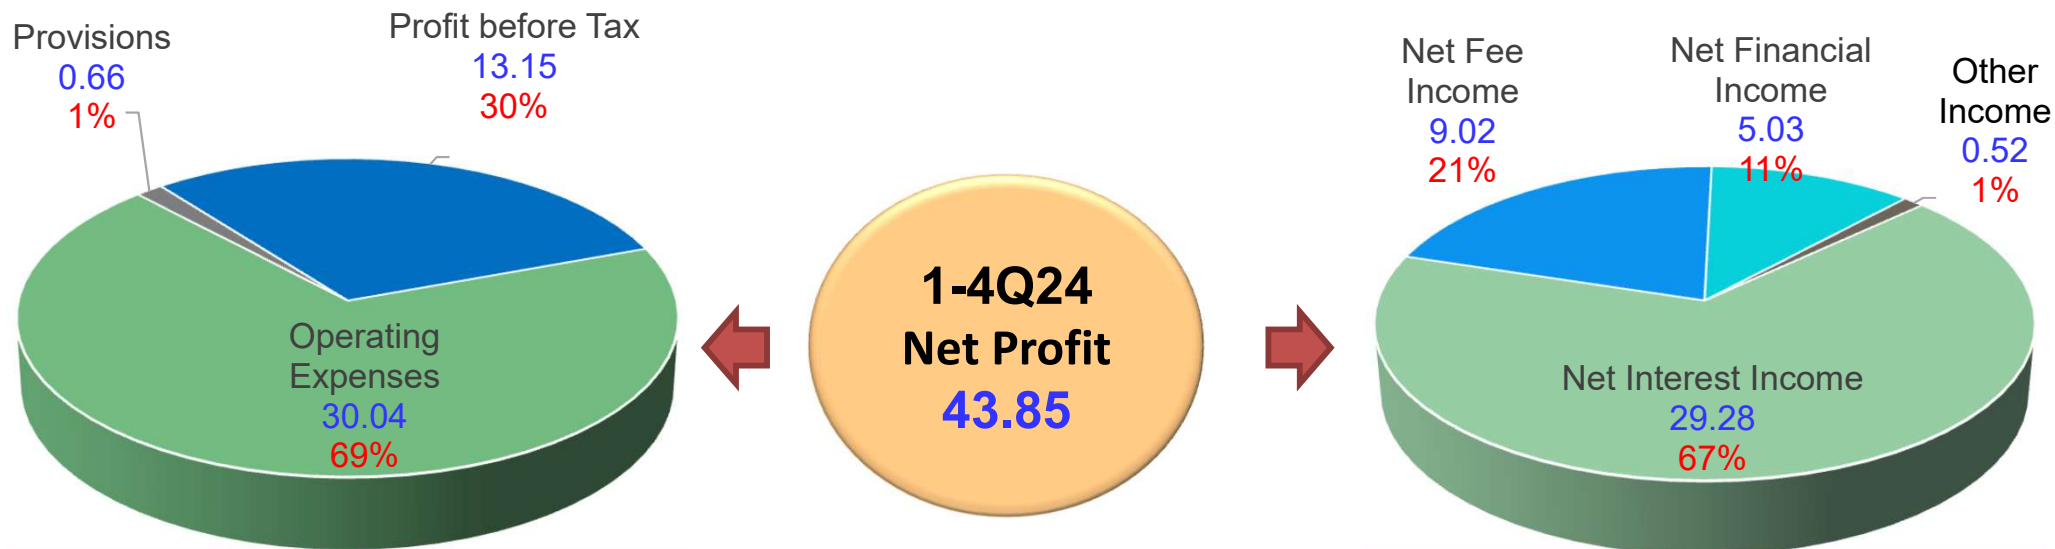 Provisions
0.66
1%
Profit before Tax
13.15
30%
Operating
Expenses
30.04
69%
1-4Q24
Net Profit
43.85
Net Fee
Income
9.02
21%
Net Financial
Income
5.03
11%
Other
Income
0.52
1%
Net Interest Income
29.28
67%